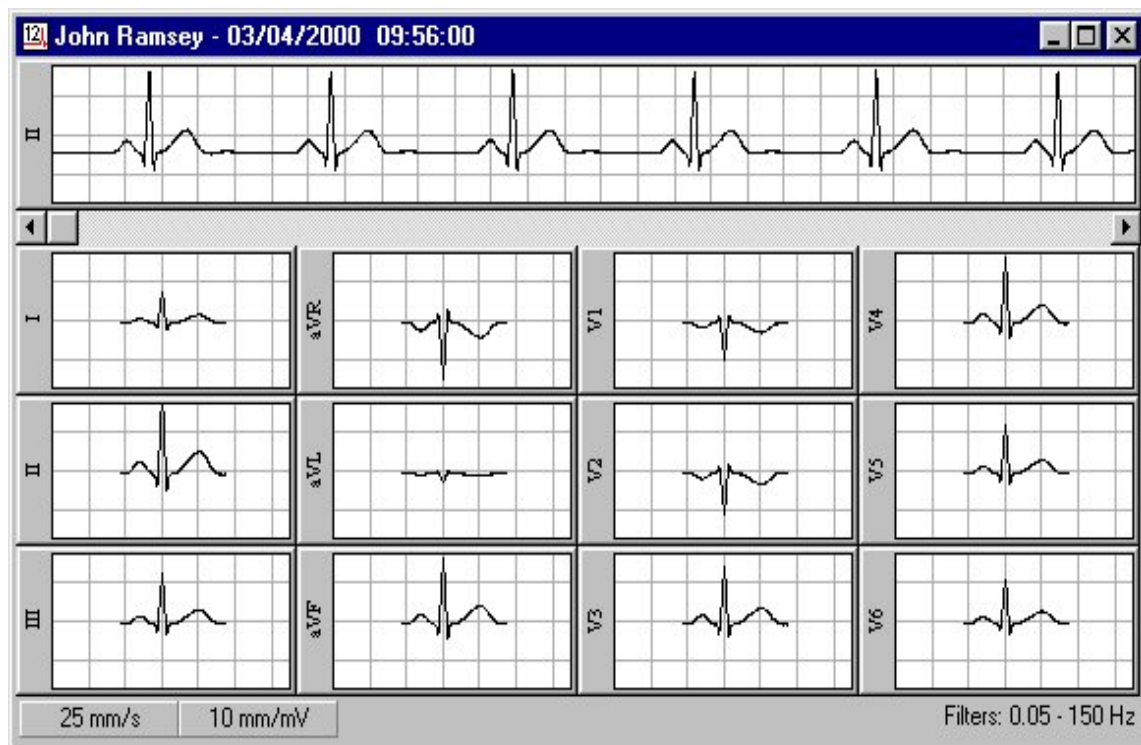 12
John Ramsey - 03/04/2000 09:56:00
II
I
aVR
V1
V4
II
aVL
V2
V5
III
aVF
V3
V6
25 mm/s
10 mm/mV
Filters: 0.05 - 150 Hz